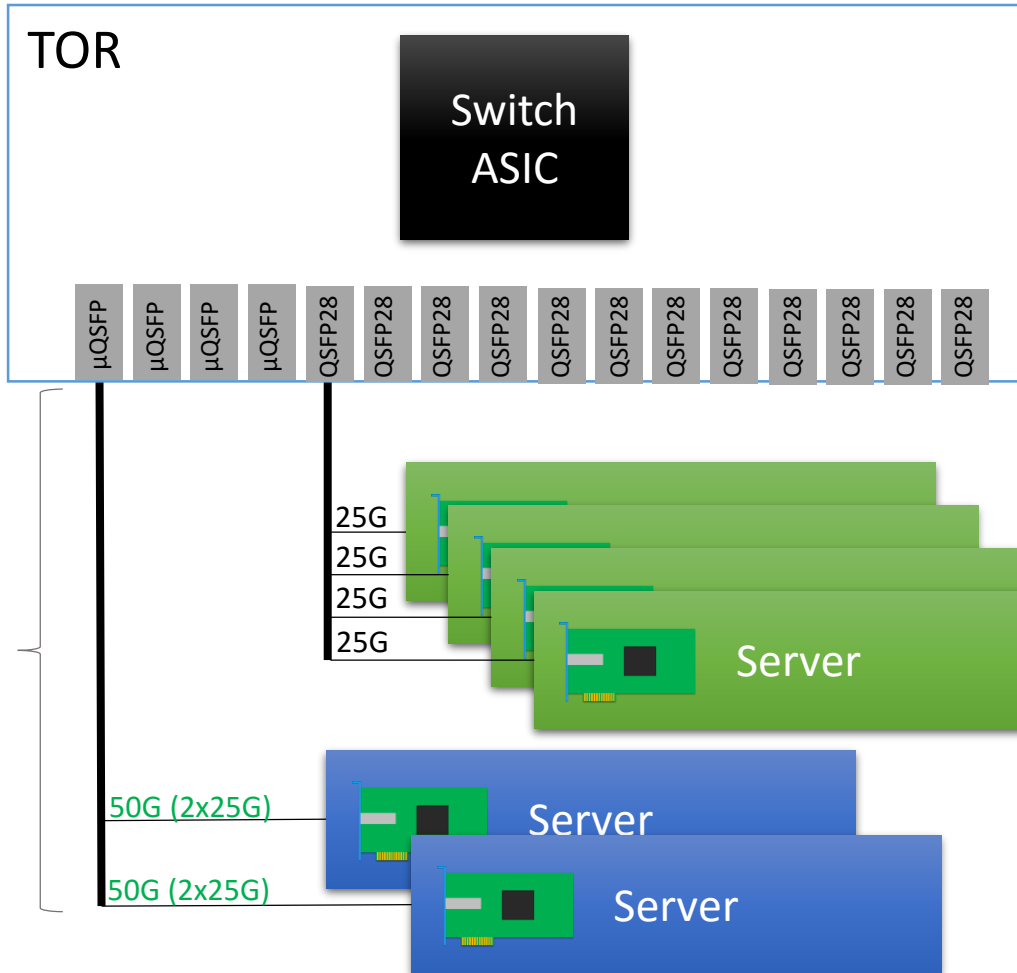 TOR
Switch
ASIC
µQSFP
µQSFP
µQSFP
µQSFP
QSFP28
QSFP28
QSFP28
QSFP28
QSFP28
QSFP28
QSFP28
QSFP28
QSFP28
QSFP28
QSFP28
QSFP28
25G
25G
25G
25G
Server
50G (2x25G)
Server
50G (2x25G)
Server